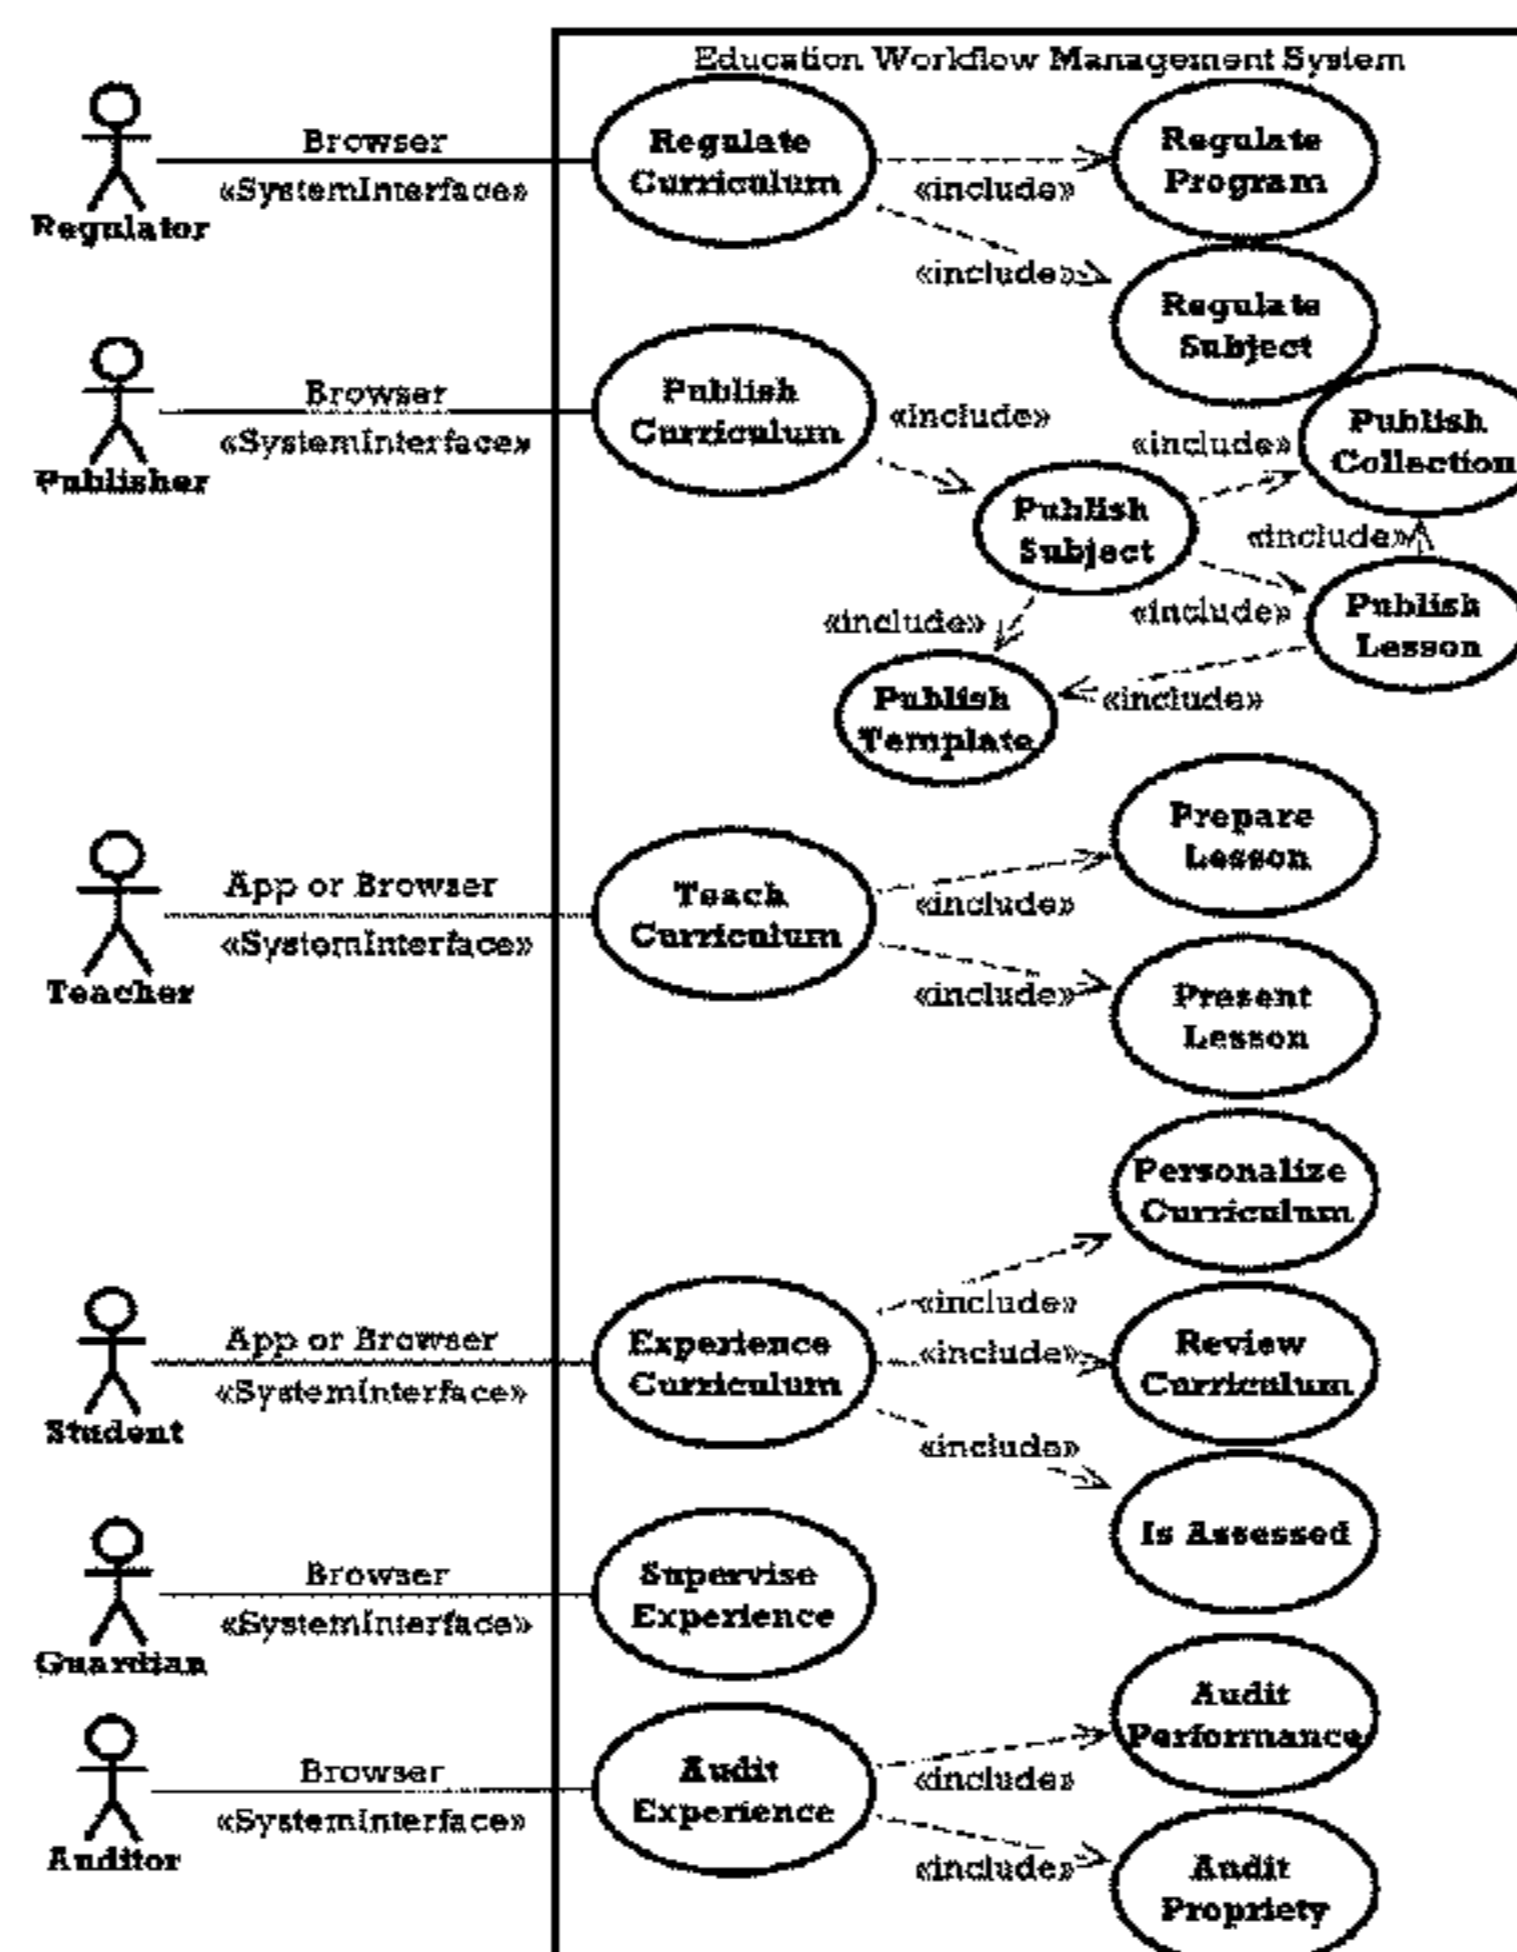 Education Workflow Management System
Browser
«SystemInterface»
Regulator
Regulate
Curriculum
«include»
«include»
Regulate
Program
Regulate
Subject
Browser
«SystemInterface»
Publisher
Publish
Curriculum
«include»
Publish
Subject
«include»
Publish
Collection
«include»
«include»
Publish
Lesson
«include»
«include»
Publish
Template
App or Browser
«SystemInterface»
Teacher
Teach
Curriculum
«include»
«include»
Prepare
Lesson
Present
Lesson
App or Browser
«SystemInterface»
Student
Experience
Curriculum
«include»
«include»
«include»
Personalize
Curriculum
Review
Curriculum
Is Assessed
Browser
«SystemInterface»
Guardian
Supervise
Experience
Browser
«SystemInterface»
Auditor
Audit
Experience
«include»
«include»
Audit
Performance
Audit
Propriety